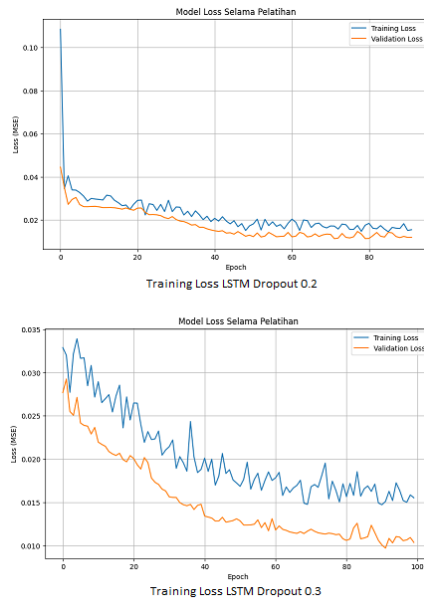 Model Loss Selama Pelatihan
Training Loss
Validation Loss
Loss (MSE)
0.10
0.08
0.06
0.04
0.02
0 20 40 60 80
Epoch
Training Loss LSTM Dropout 0.2
Model Loss Selama Pelatihan
Training Loss
Validation Loss
Loss (MSE)
0.035
0.030
0.025
0.020
0.015
0.010
0 20 40 60 80 100
Epoch
Training Loss LSTM Dropout 0.3